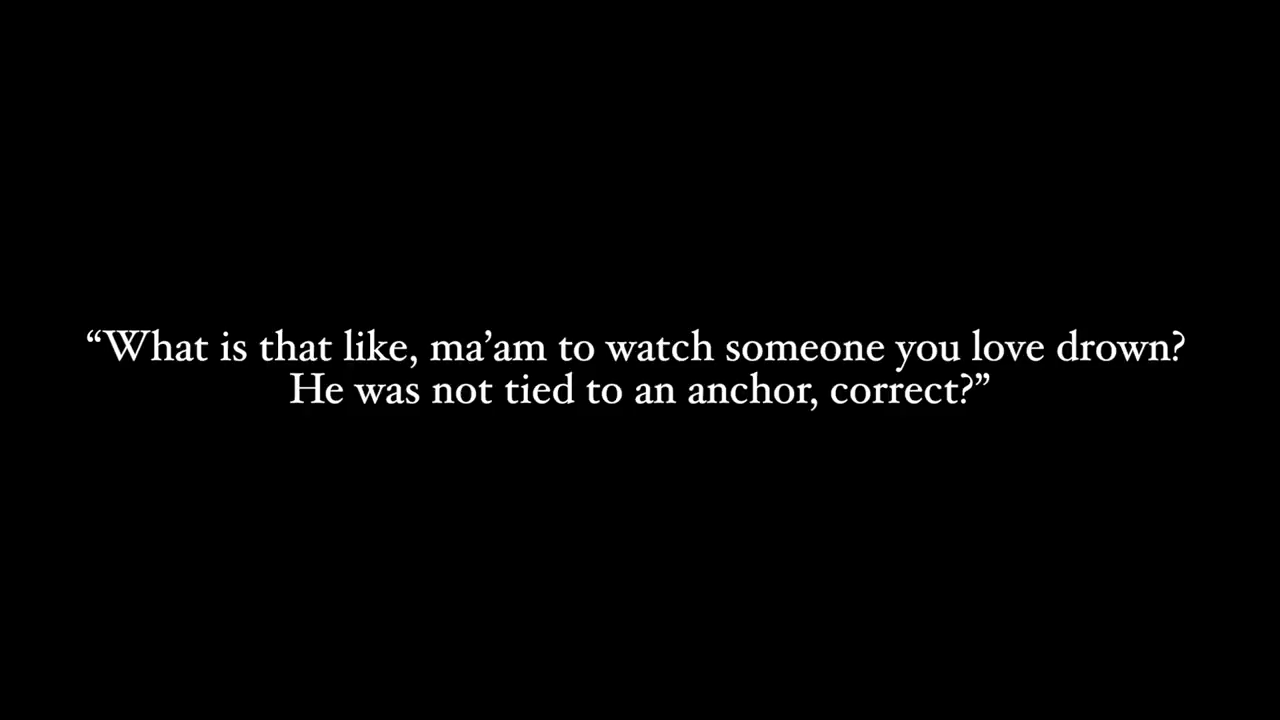 “What is that like, ma’am to watch someone you love drown?
He was not tied to an anchor, correct?”